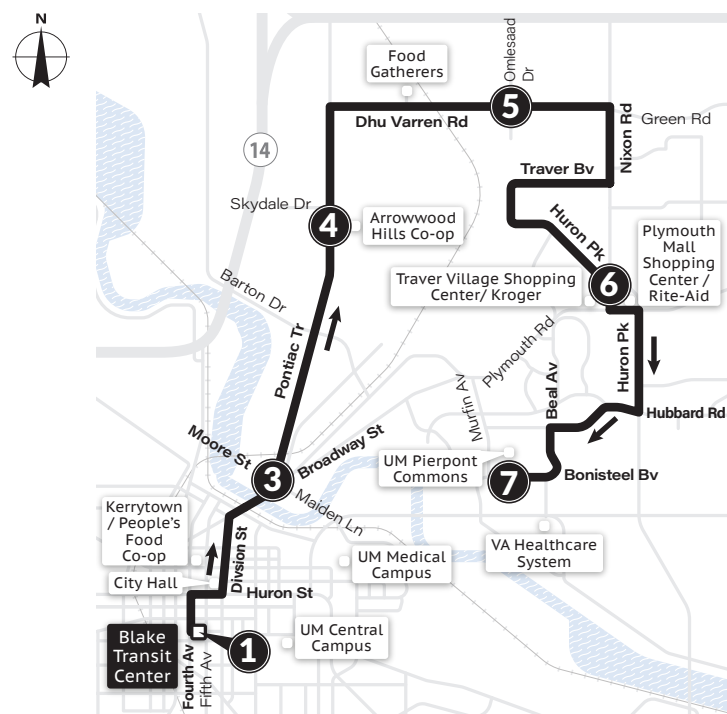 N
Food
Gatherers
Omlesaad
Dr
5
Dhu Varren Rd
Nixon Rd
Green Rd
14
Traver Bv
Skydale Dr
4
Arrowwood
Hills Co-op
Huron Pk
Plymouth
Mall
Shopping
Center /
Rite-Aid
Barton Dr
Traver Village Shopping
Center/ Kroger
6
Pontiac Tr
Plymouth Rd
Huron Pk
Beal Av
Murfin Av
Hubbard Rd
Moore St
Broadway St
3
UM Pierpont
Commons
7
Bonisteel Bv
Kerrytown
/ People's
Food
Co-op
Maiden Ln
Divsion St
VA Healthcare
System
UM Medical
Campus
City Hall
Huron St
Blake
Transit
Center
1
UM Central
Campus
Fourth Av
Fifth Av